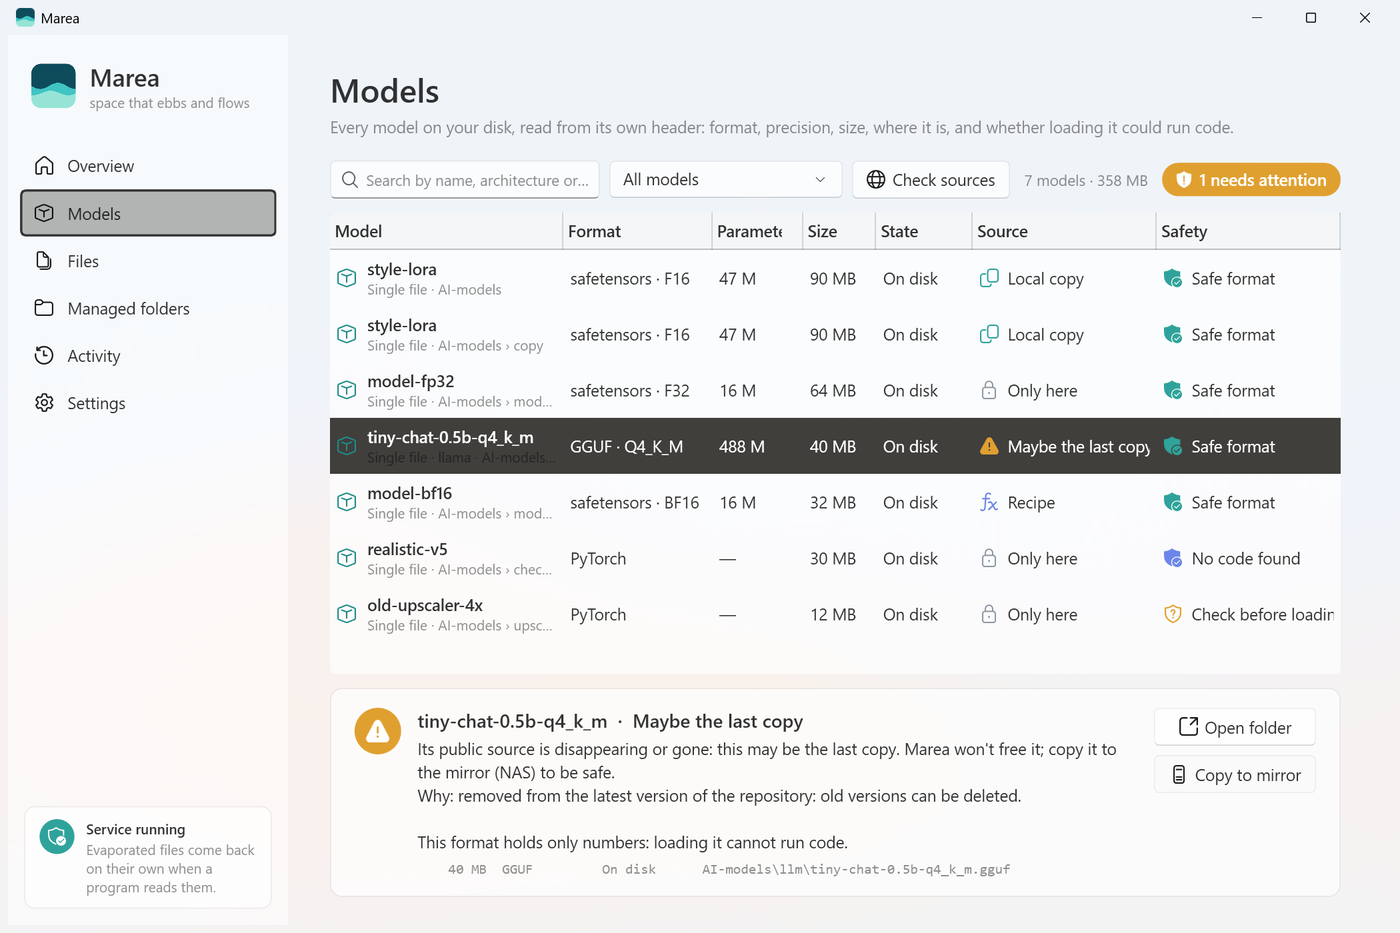 Marea
Marea
space that ebbs and flows
Overview
Models
Files
Managed folders
Activity
Settings
Service running
Evaporated files come back
on their own when a
program reads them.
Models
Every model on your disk, read from its own header: format, precision, size, where it is, and whether loading it could run code.
Search by name, architecture or...
All models
Check sources
7 models · 358 MB
1 needs attention
Model Format Paramete Size State Source Safety
style-lora
Single file · AI-models
safetensors · F16 47 M 90 MB On disk Local copy Safe format
style-lora
Single file · AI-models › copy
safetensors · F16 47 M 90 MB On disk Local copy Safe format
model-fp32
Single file · AI-models › mod...
safetensors · F32 16 M 64 MB On disk Only here Safe format
tiny-chat-0.5b-q4_k_m
Single file · llama · AI-models...
GGUF · Q4_K_M 488 M 40 MB On disk Maybe the last copy Safe format
model-bf16
Single file · AI-models › mod...
safetensors · BF16 16 M 32 MB On disk Recipe Safe format
realistic-v5
Single file · AI-models › chec...
PyTorch — 30 MB On disk Only here No code found
old-upscaler-4x
Single file · AI-models › upsc...
PyTorch — 12 MB On disk Only here Check before loadin
tiny-chat-0.5b-q4_k_m · Maybe the last copy
Its public source is disappearing or gone: this may be the last copy. Marea won't free it; copy it to
the mirror (NAS) to be safe.
Why: removed from the latest version of the repository: old versions can be deleted.
This format holds only numbers: loading it cannot run code.
40 MB GGUF On disk AI-models\llm\tiny-chat-0.5b-q4_k_m.gguf
Open folder
Copy to mirror